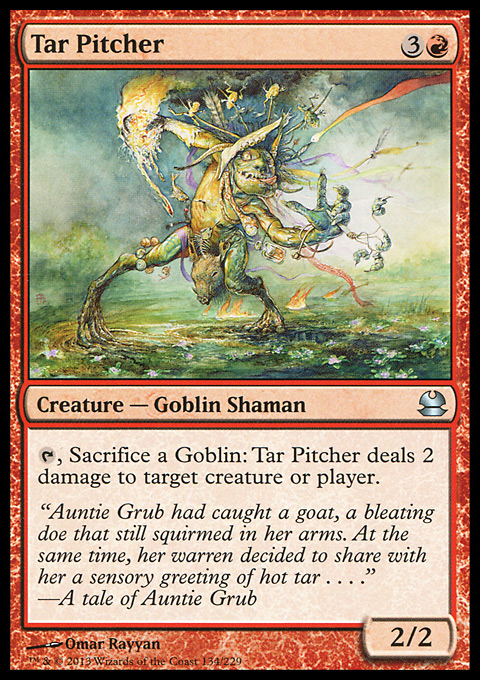 Tar Pitcher 3
Creature — Goblin Shaman
, Sacrifice a Goblin: Tar Pitcher deals 2
damage to target creature or player.
“Auntie Grub had caught a goat, a bleating
doe that still squirmed in her arms. At the
same time, her warren decided to share with
her a sensory greeting of hot tar . . . .”
—A tale of Auntie Grub
2/2
Omar Rayyan
™ & © 2013 Wizards of the Coast 134/229